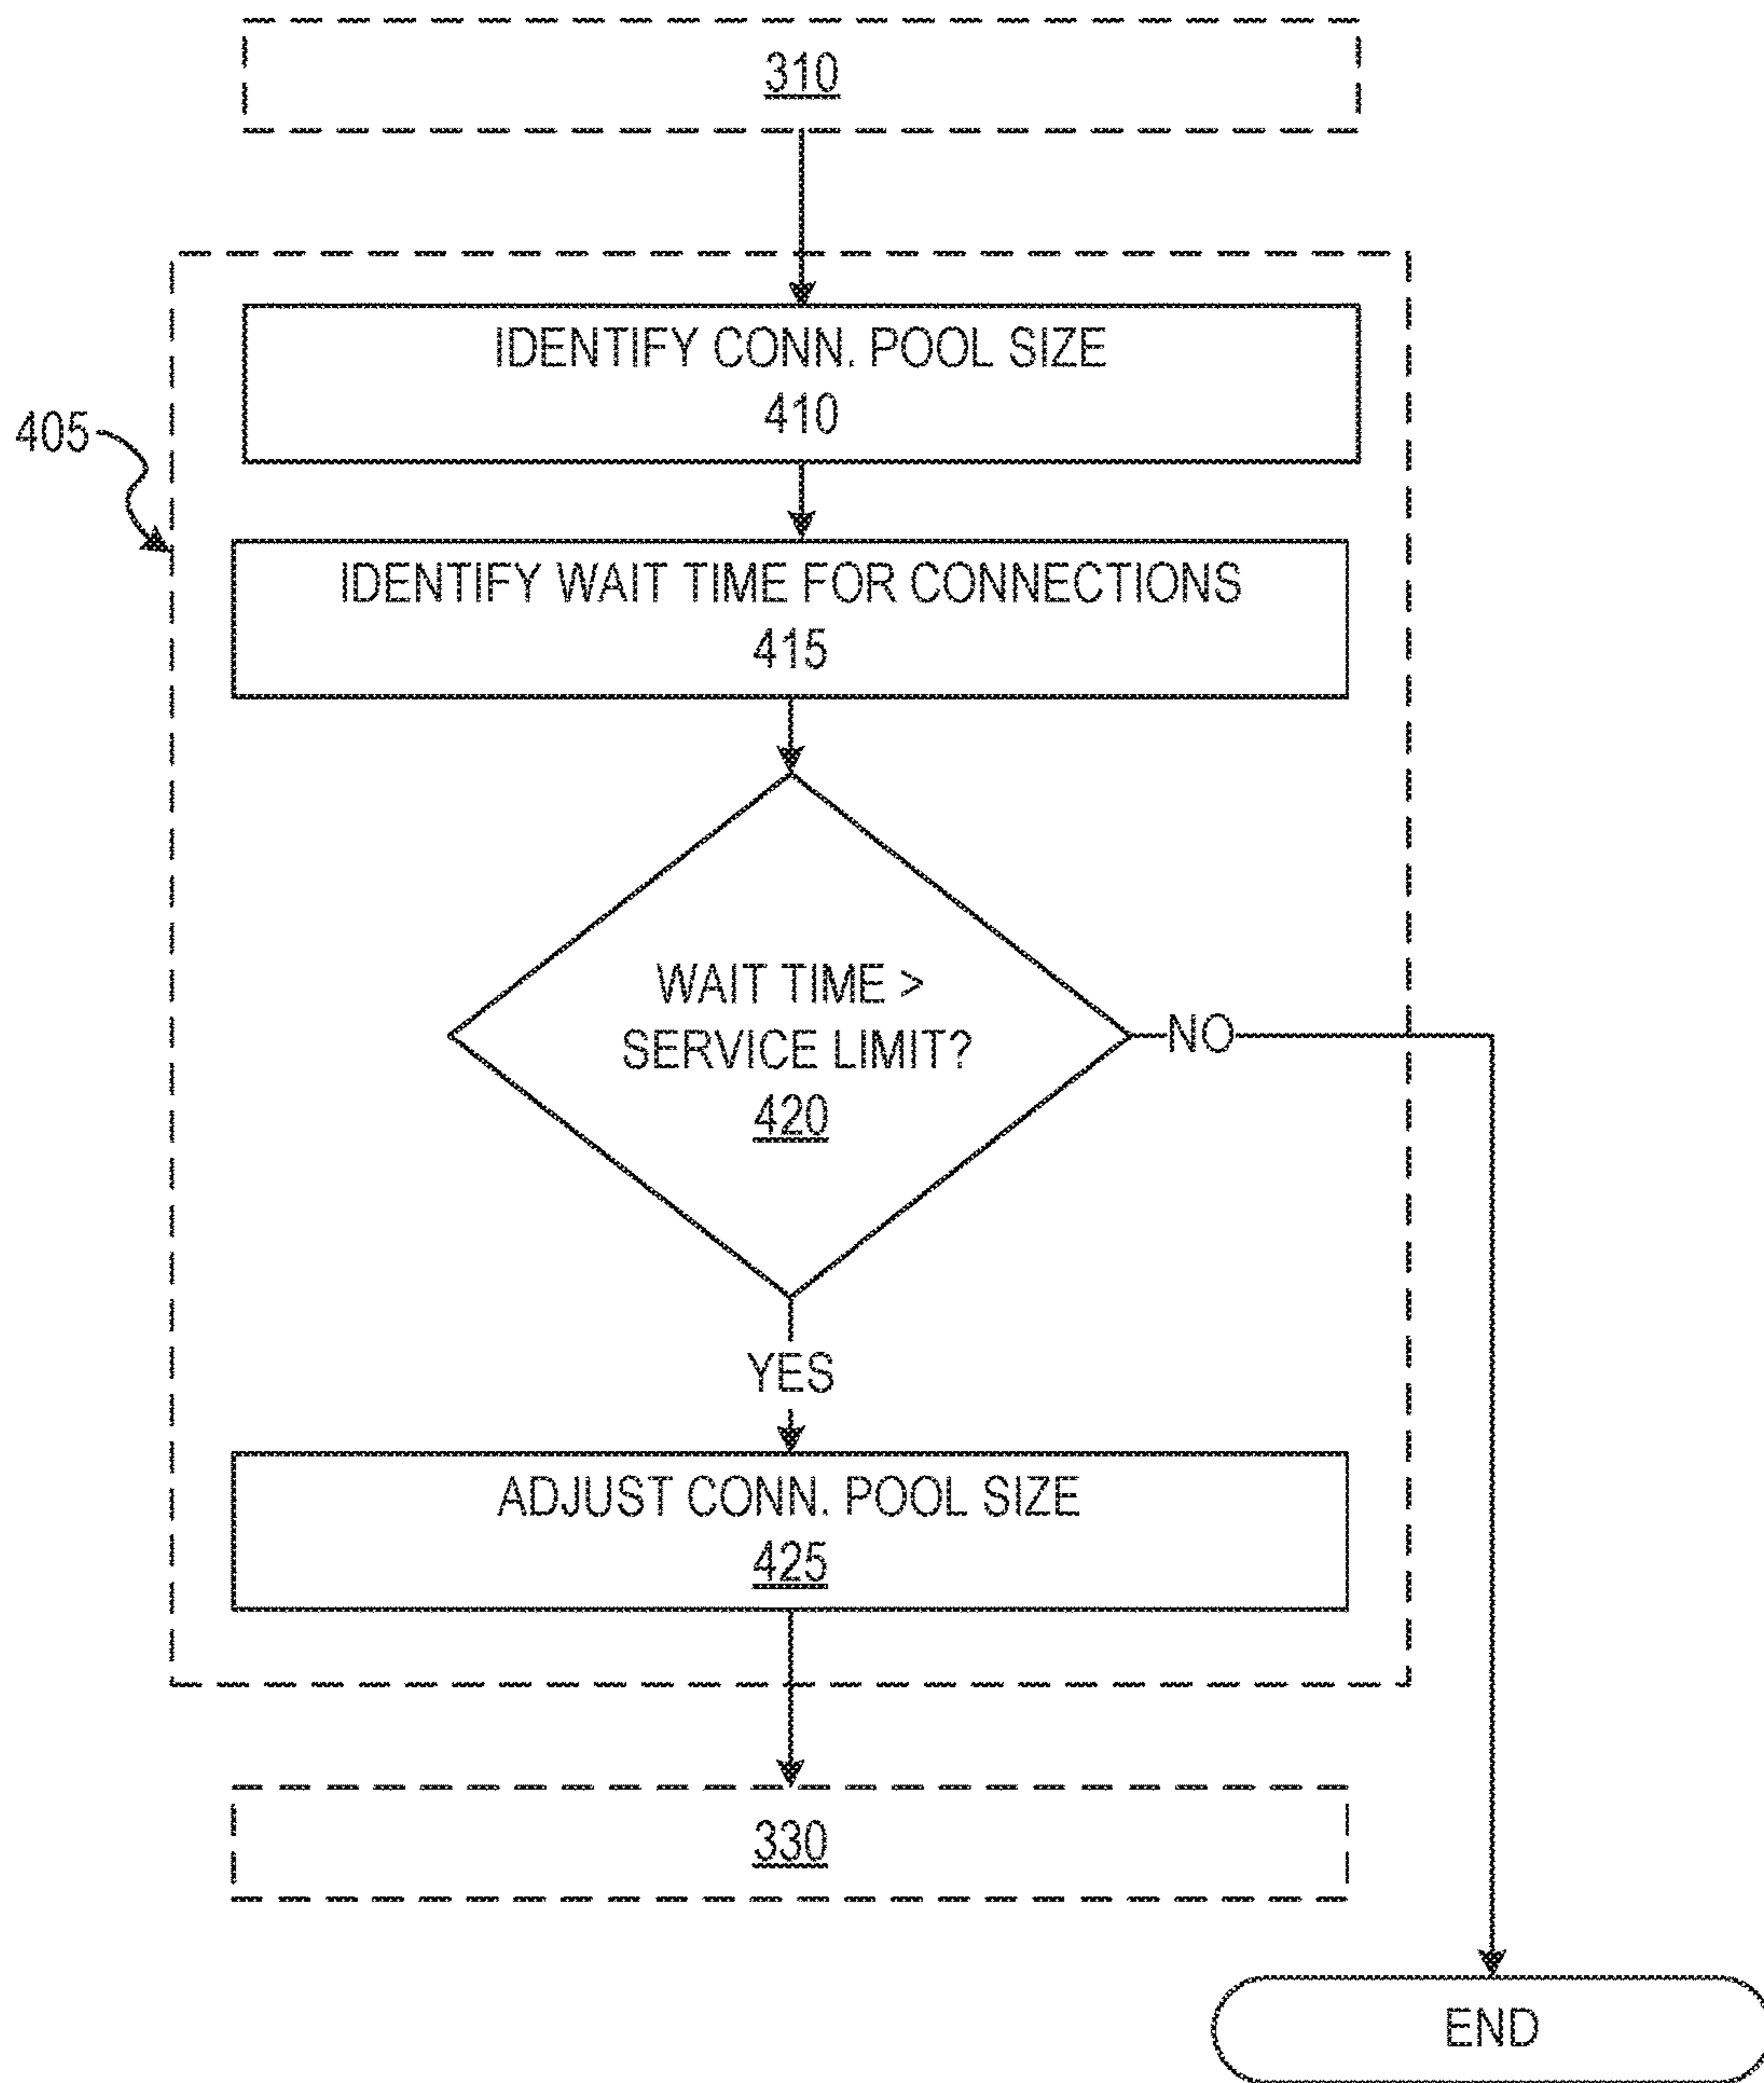 310
IDENTIFY CONN. POOL SIZE
410
405
IDENTIFY WAIT TIME FOR CONNECTIONS
415
WAIT TIME >
SERVICE LIMIT?
420
NO
YES
ADJUST CONN. POOL SIZE
425
330
END